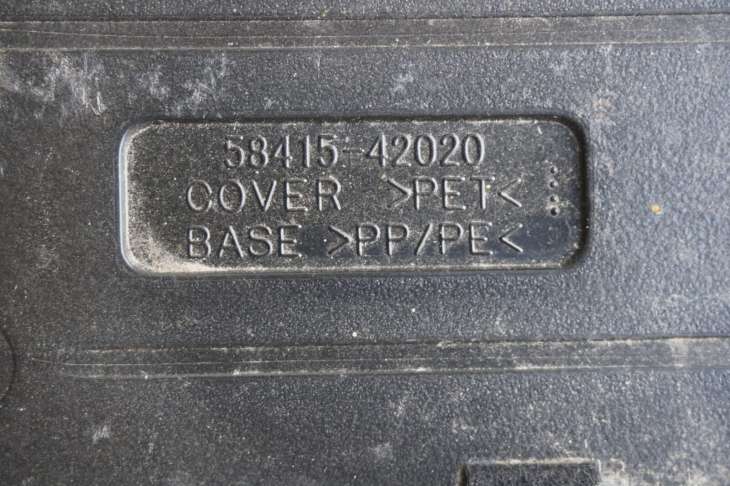 58415-42020
COVER >PET<
BASE >PP/PE<